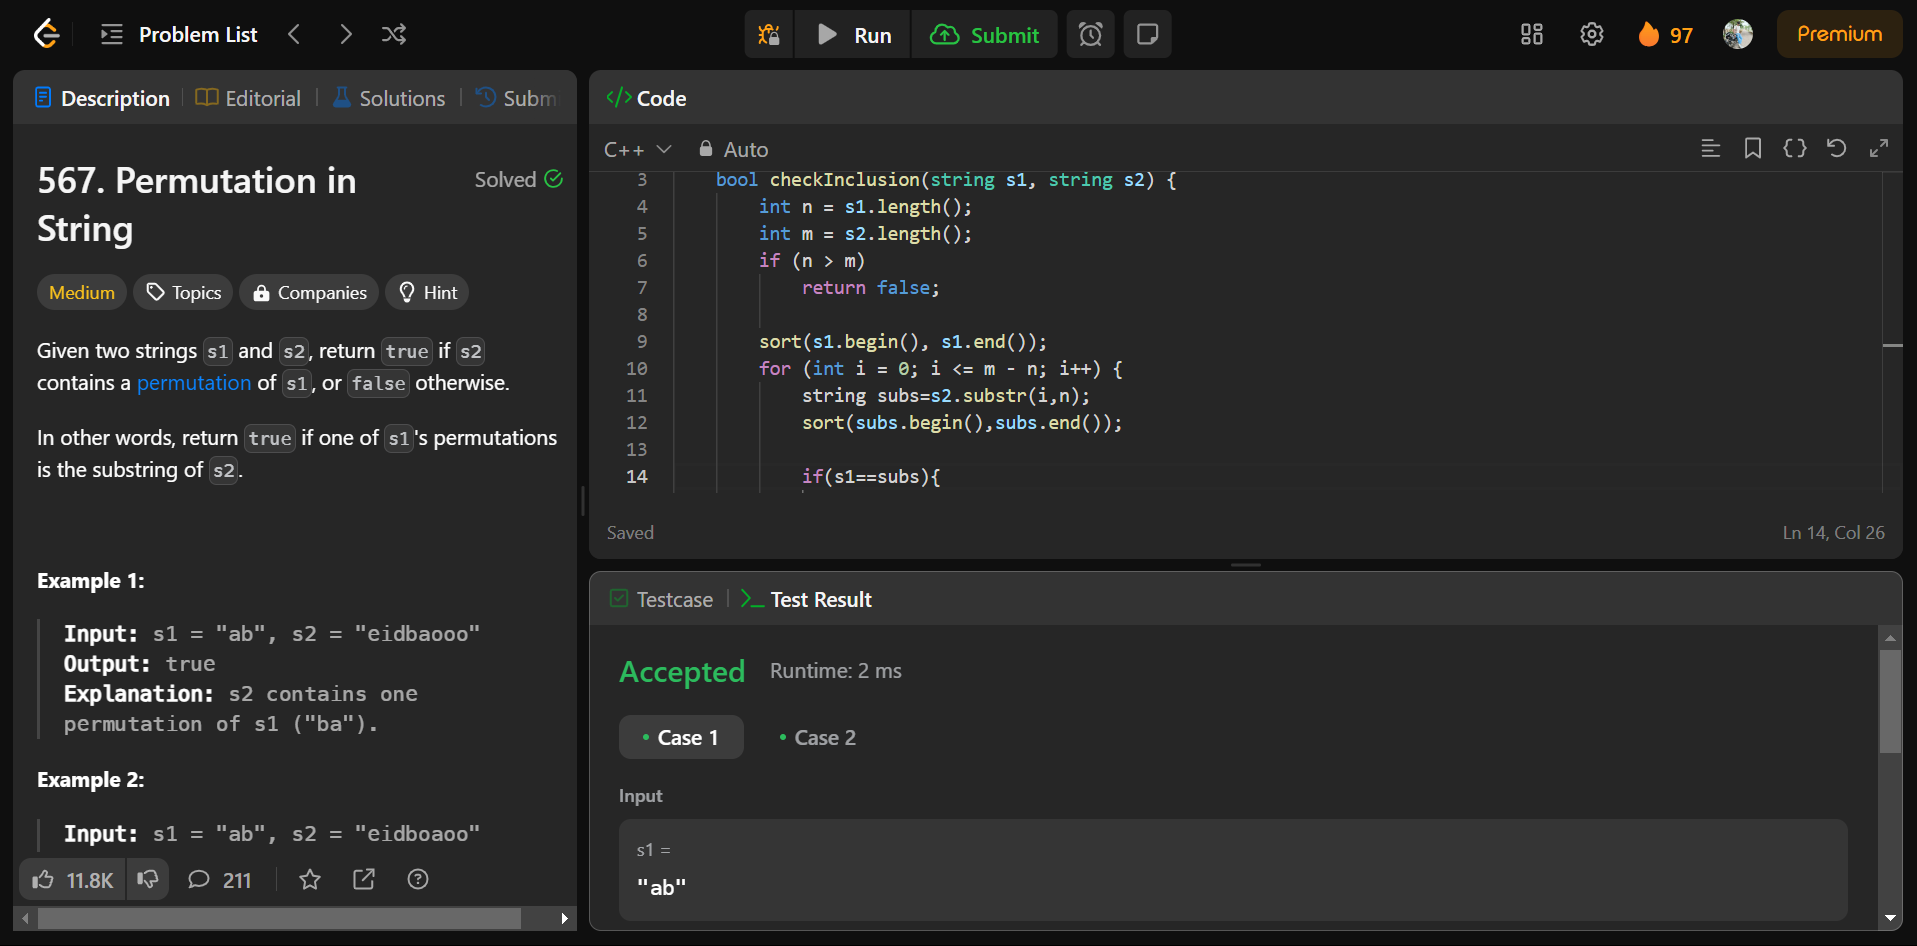 Problem List
Run
Submit
97
Premium
Description
Editorial
Solutions
Subm
567. Permutation in
String
Solved
Medium
Topics
Companies
Hint
Given two strings s1 and s2, return true if s2
contains a permutation of s1, or false otherwise.
In other words, return true if one of s1's permutations
is the substring of s2.
Example 1:
Input: s1 = "ab", s2 = "eidbaooo"
Output: true
Explanation: s2 contains one
permutation of s1 ("ba").
Example 2:
Input: s1 = "ab", s2 = "eidboaoo"
11.8K
211
</> Code
C++
Auto
3 bool checkInclusion(string s1, string s2) {
4 int n = s1.length();
5 int m = s2.length();
6 if (n > m)
7 return false;
8
9 sort(s1.begin(), s1.end());
10 for (int i = 0; i <= m - n; i++) {
11 string subs=s2.substr(i,n);
12 sort(subs.begin(),subs.end());
13
14 if(s1==subs){
Saved
Ln 14, Col 26
Testcase
Test Result
Accepted
Runtime: 2 ms
Case 1
Case 2
Input
s1 =
"ab"